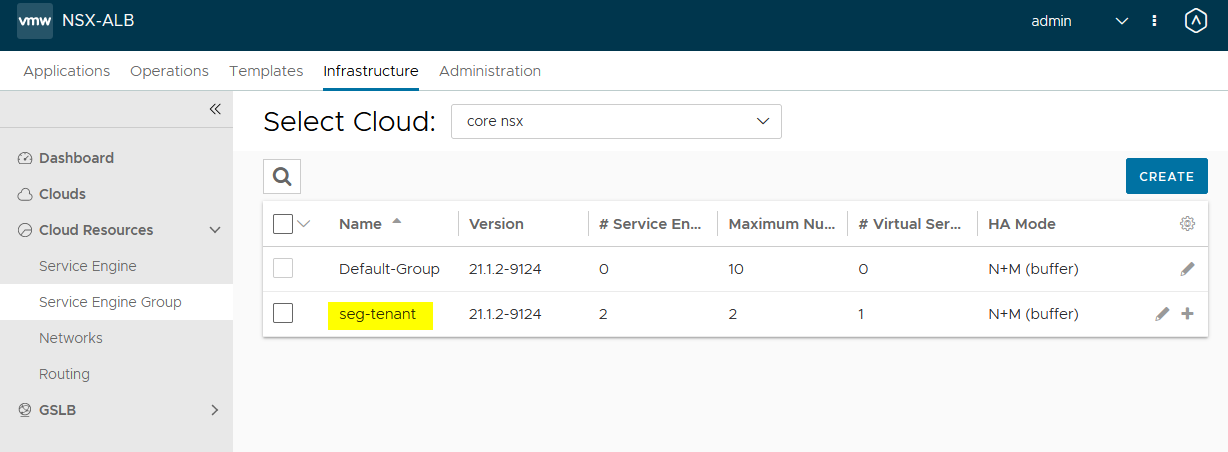 vmw NSX-ALB admin
Applications Operations Templates Infrastructure Administration
Select Cloud: core nsx
Dashboard
Clouds
Cloud Resources
Service Engine
Service Engine Group
Networks
Routing
GSLB
CREATE
Name Version # Service En... Maximum Nu... # Virtual Ser... HA Mode
Default-Group 21.1.2-9124 0 10 0 N+M (buffer)
seg-tenant 21.1.2-9124 2 2 1 N+M (buffer)